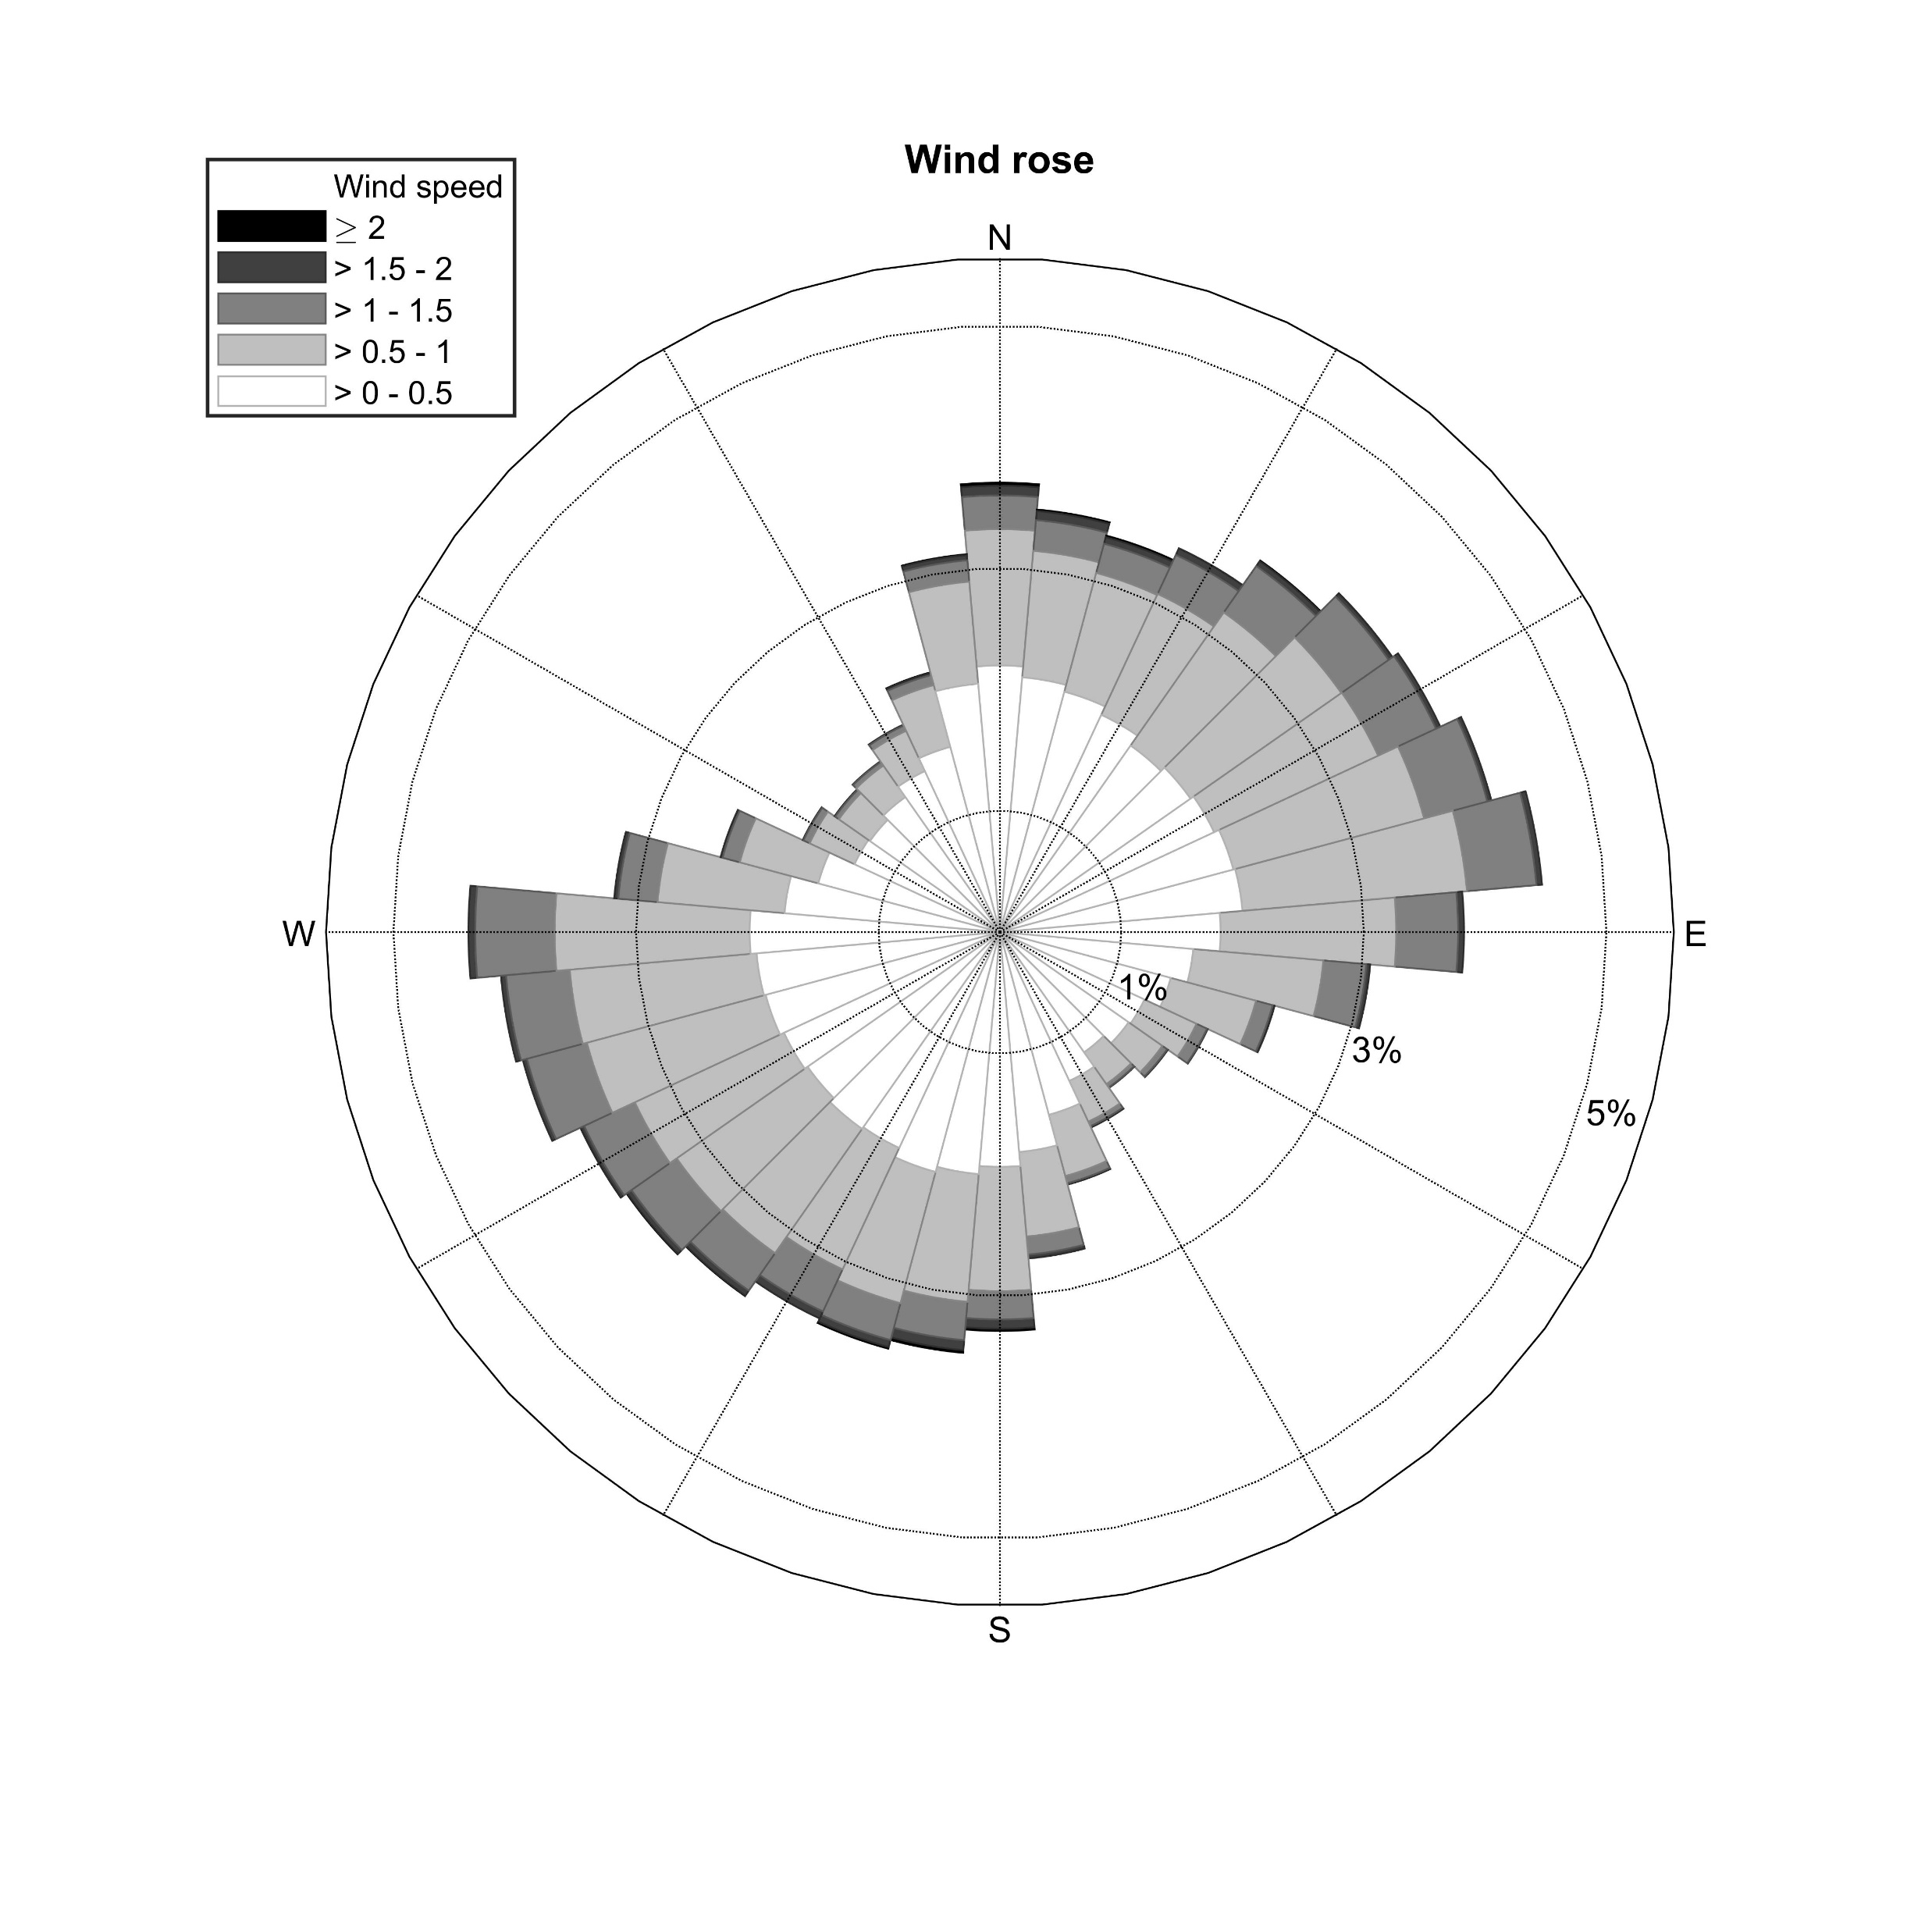 Wind rose
Wind speed
≥ 2
> 1.5 - 2
> 1 - 1.5
> 0.5 - 1
> 0 - 0.5
N
W
E
1%
3%
5%
S